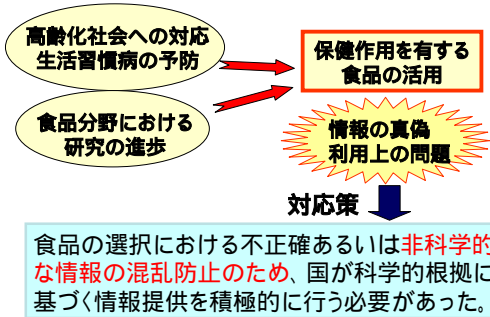 高齢化社会への対応
生活習慣病の予防
保健作用を有する
食品の活用
食品分野における
研究の進歩
情報の真偽
利用上の問題
対応策
食品の選択における不正確あるいは非科学的
な情報の混乱防止のため、国が科学的根拠に
基づく情報提供を積極的に行う必要があった。